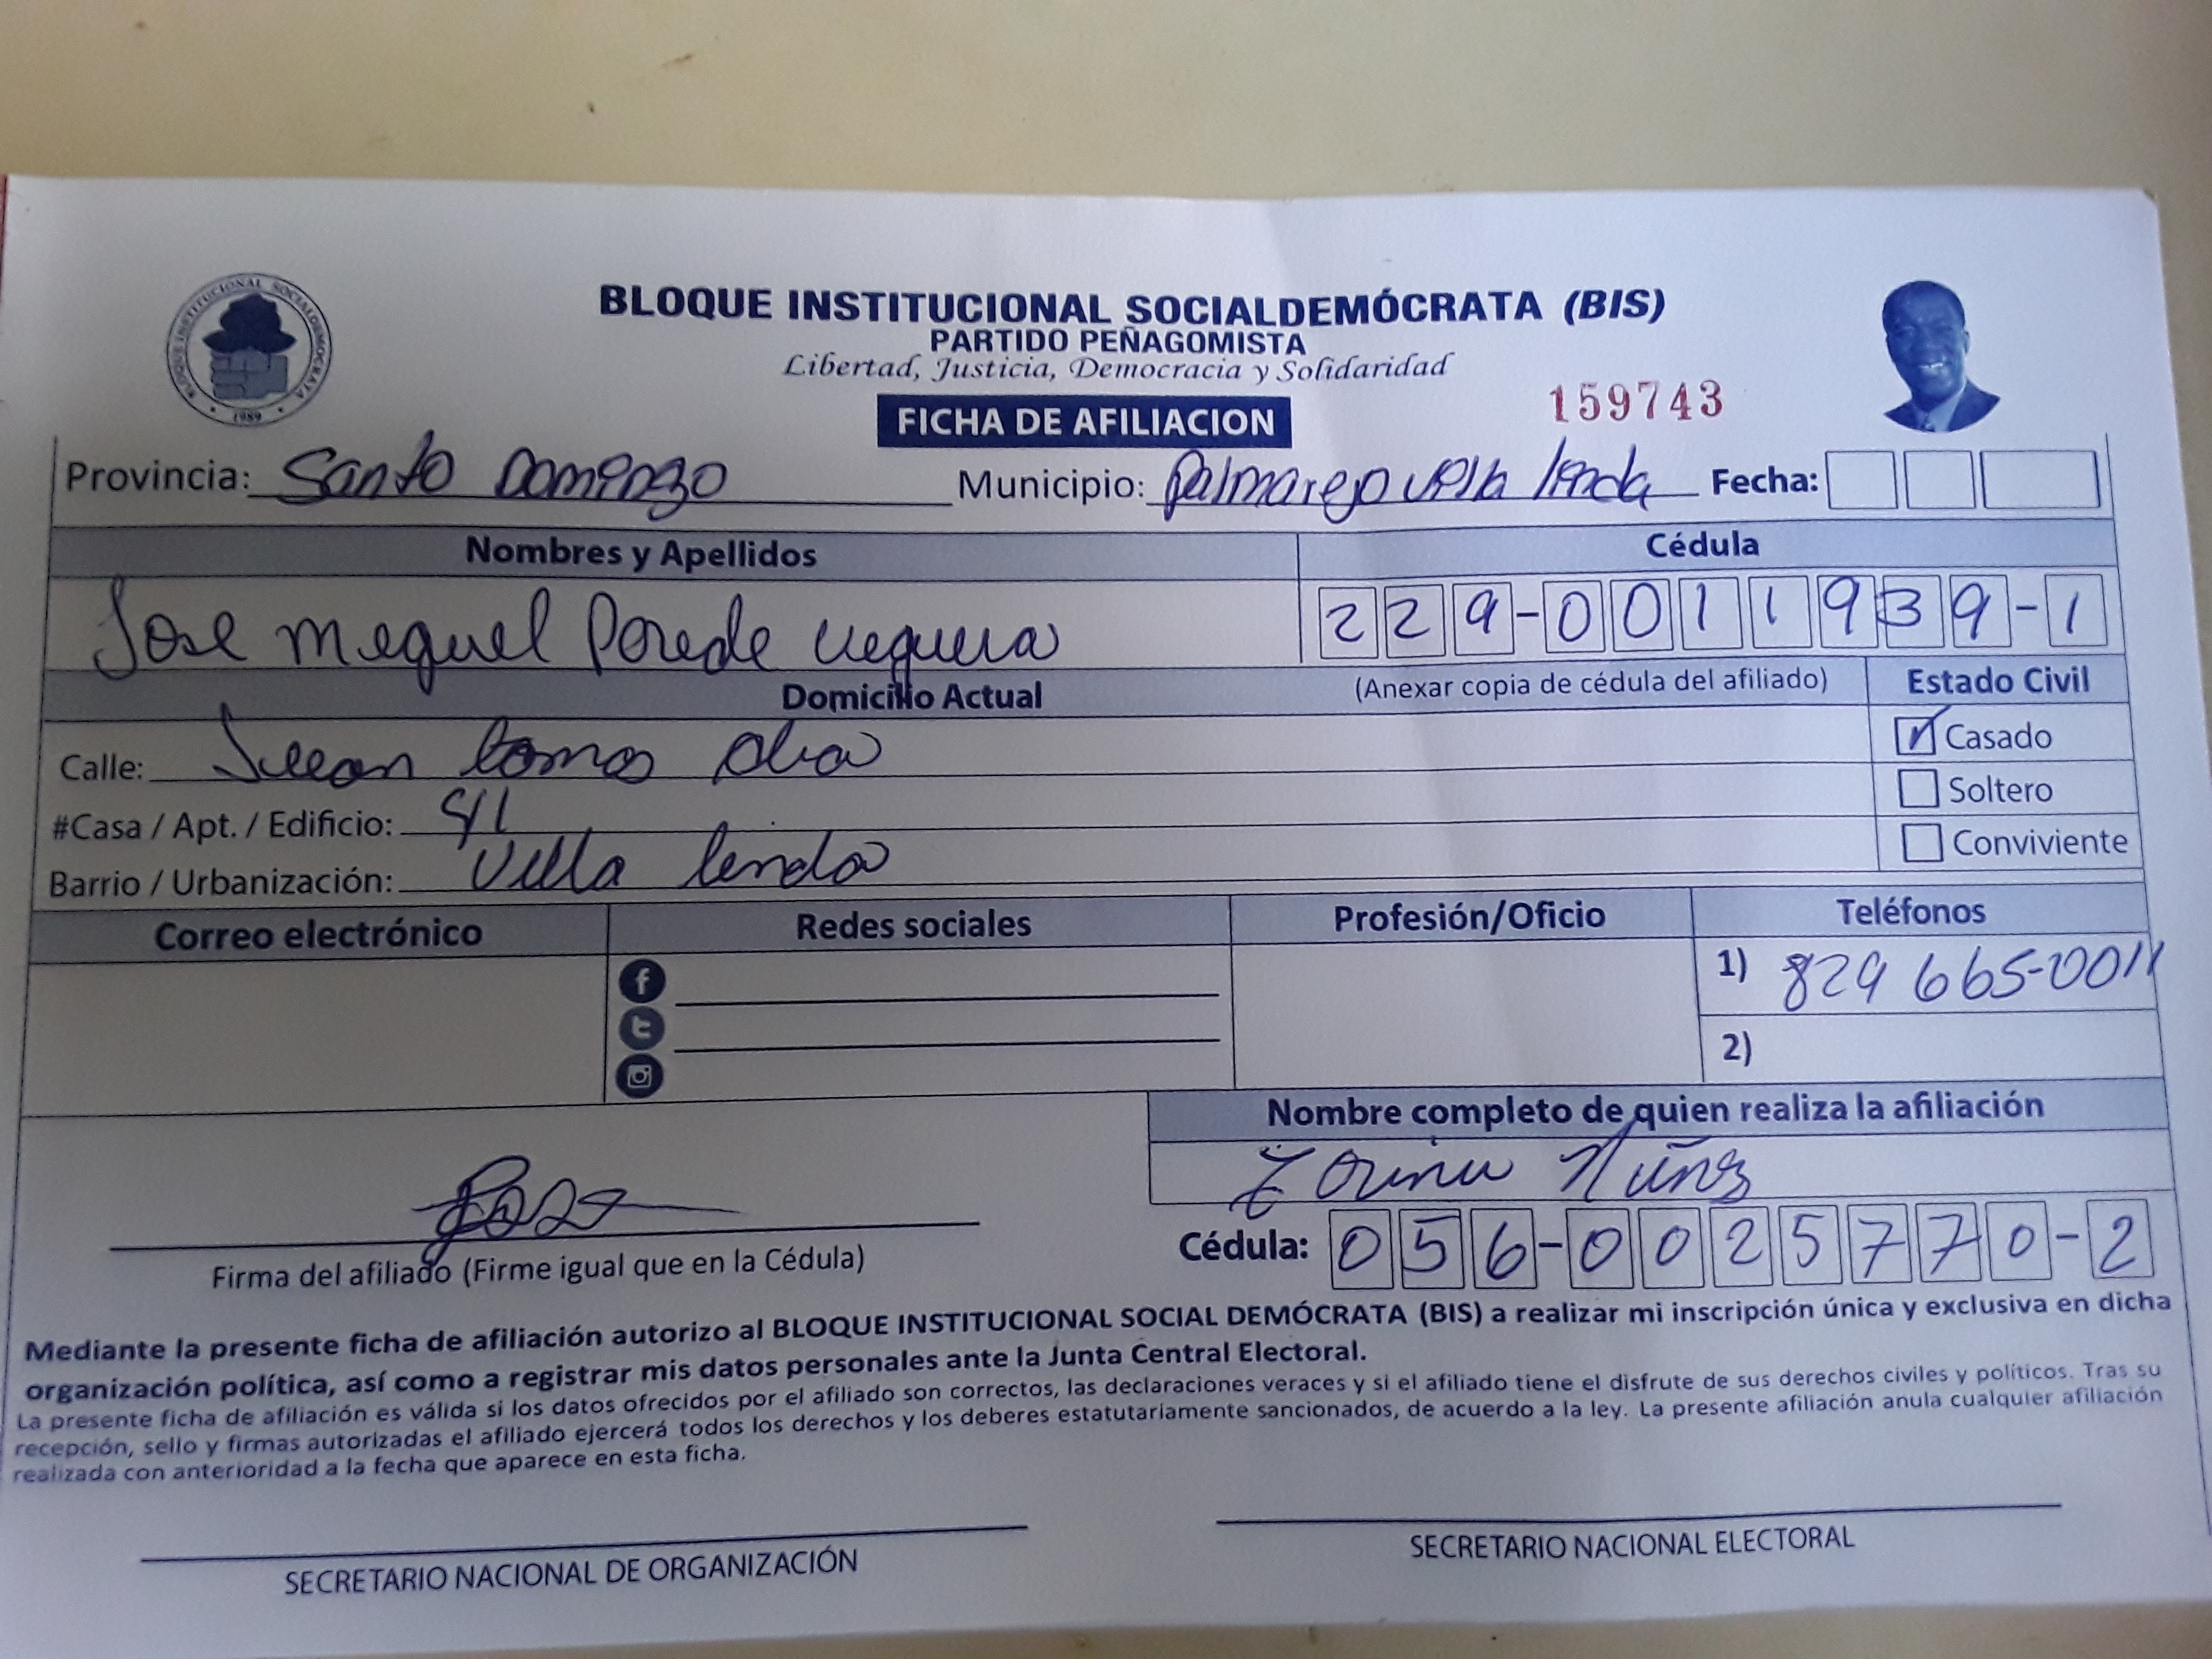 BLOQUE INSTITUCIONAL SOCIALDEMÓCRATA (BIS)
PARTIDO PEÑAGOMISTA
Libertad, Justicia, Democracia y Solidaridad
BLOQUE INSTITUCIONAL SOCIALDEMOCRATA
1989
FICHA DE AFILIACION
159743
Provincia: Santo Domingo Municipio: Palmarejo villa linda Fecha:
Nombres y Apellidos Cédula
Jose Meguel Perede 229-0011939-1
Domicilio Actual (Anexar copia de cédula del afiliado) Estado Civil
Calle: Juan tomas Casado
#Casa / Apt. / Edificio: Soltero
Barrio / Urbanización: Villa lenda Conviviente
Correo electrónico Redes sociales Profesión/Oficio Teléfonos
1) 829 665-0011
2)
Nombre completo de quien realiza la afiliación
Núñez
Cédula: 056-0025770-2
Firma del afiliado (Firme igual que en la Cédula)
Mediante la presente ficha de afiliación autorizo al BLOQUE INSTITUCIONAL SOCIAL DEMÓCRATA (BIS) a realizar mi inscripción única y exclusiva en dicha
organización política, así como a registrar mis datos personales ante la Junta Central Electoral.
La presente ficha de afiliación es válida si los datos ofrecidos por el afiliado son correctos, las declaraciones veraces y si el afiliado tiene el disfrute de sus derechos civiles y políticos. Tras su
recepción, sello y firmas autorizadas el afiliado ejercerá todos los derechos y los deberes estatutariamente sancionados, de acuerdo a la ley. La presente afiliación anula cualquier afiliación
realizada con anterioridad a la fecha que aparece en esta ficha.
SECRETARIO NACIONAL DE ORGANIZACIÓN
SECRETARIO NACIONAL ELECTORAL